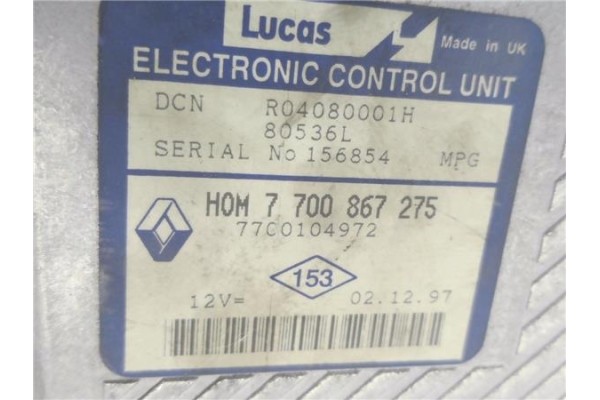 Lucas
Made in UK
ELECTRONIC CONTROL UNIT
DCN R04080001H
80536L
SERIAL No 156854 MPG
HOM 7 700 867 275
7700104972
153
12V= 02.12.97